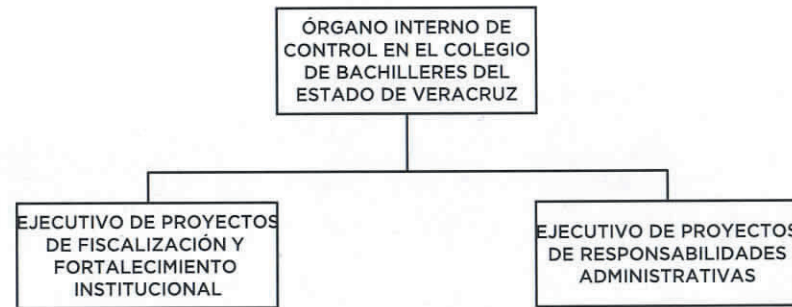 ÓRGANO INTERNO DE
CONTROL EN EL COLEGIO
DE BACHILLERES DEL
ESTADO DE VERACRUZ
EJECUTIVO DE PROYECTOS
DE FISCALIZACIÓN Y
FORTALECIMIENTO
INSTITUCIONAL
EJECUTIVO DE PROYECTOS
DE RESPONSABILIDADES
ADMINISTRATIVAS